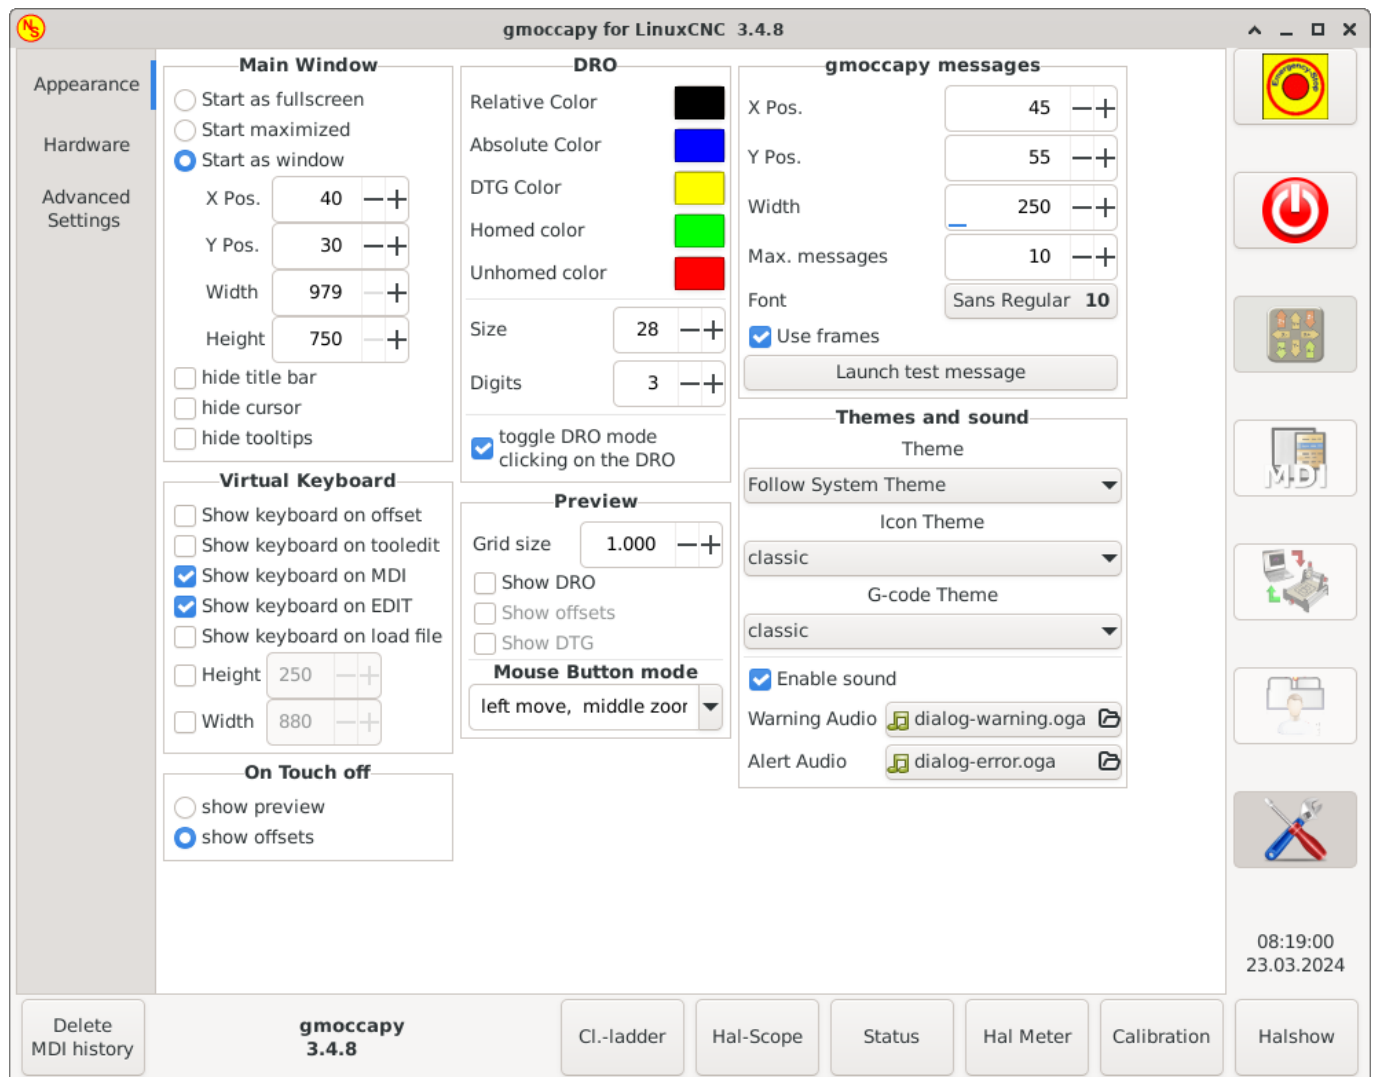 gmoccapy for LinuxCNC 3.4.8
Appearance
Hardware
Advanced
Settings
Main Window
Start as fullscreen
Start maximized
Start as window
X Pos. 40
Y Pos. 30
Width 979
Height 750
hide title bar
hide cursor
hide tooltips
Virtual Keyboard
Show keyboard on offset
Show keyboard on tooledit
Show keyboard on MDI
Show keyboard on EDIT
Show keyboard on load file
Height 250
Width 880
On Touch off
show preview
show offsets
DRO
Relative Color
Absolute Color
DTG Color
Homed color
Unhomed color
Size 28
Digits 3
toggle DRO mode
clicking on the DRO
Preview
Grid size 1.000
Show DRO
Show offsets
Show DTG
Mouse Button mode
left move, middle zoor
gmoccapy messages
X Pos. 45
Y Pos. 55
Width 250
Max. messages 10
Font Sans Regular 10
Use frames
Launch test message
Themes and sound
Theme
Follow System Theme
Icon Theme
classic
G-code Theme
classic
Enable sound
Warning Audio dialog-warning.oga
Alert Audio dialog-error.oga
Emergency-Stop
MDI
08:19:00
23.03.2024
Delete
MDI history
gmoccapy
3.4.8
Cl.-ladder
Hal-Scope
Status
Hal Meter
Calibration
Halshow